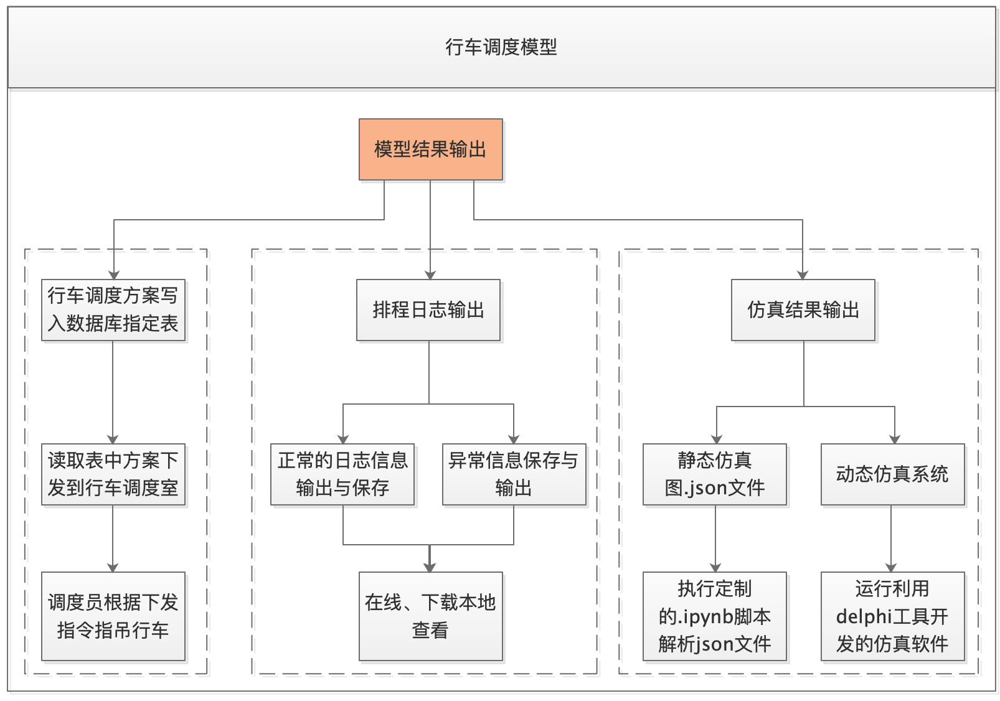 行车调度模型
模型结果输出
行车调度方案写
入数据库指定表
排程日志输出
仿真结果输出
读取表中方案下
发到行车调度室
正常的日志信息
输出与保存
异常信息保存与
输出
静态仿真
图.json文件
动态仿真系统
调度员根据下发
指令指吊行车
在线、下载本地
查看
执行定制
的.ipynb脚本
解析json文件
运行利用
delphi工具开
发的仿真软件